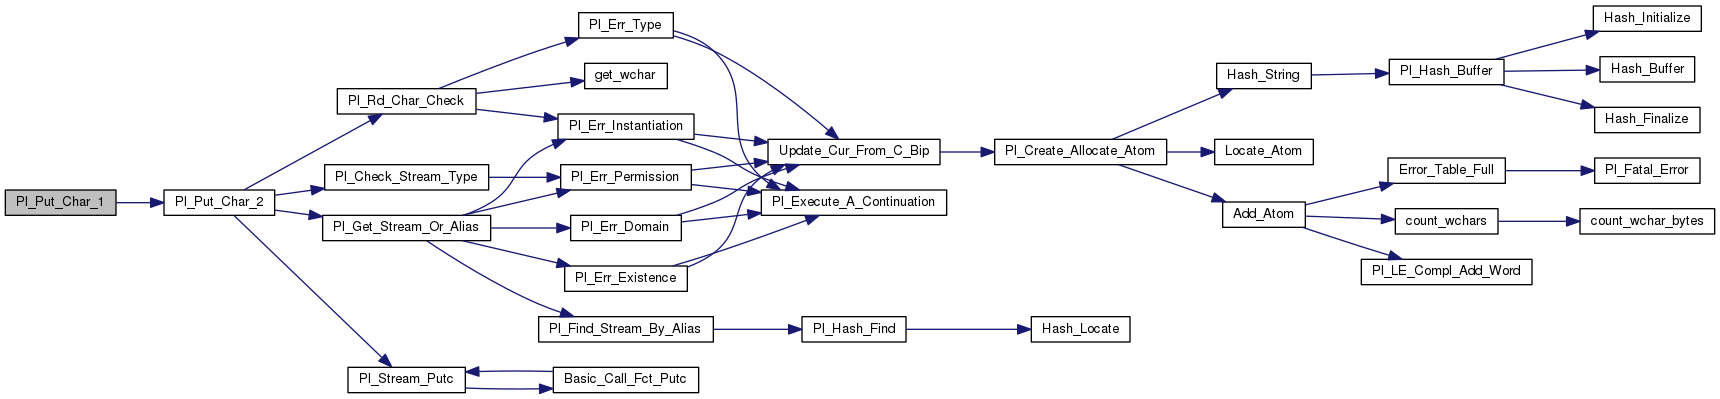 Pl_Put_Char_1
Pl_Put_Char_2
Pl_Rd_Char_Check
Pl_Check_Stream_Type
Pl_Get_Stream_Or_Alias
Pl_Stream_Putc
Pl_Err_Type
get_wchar
Pl_Err_Instantiation
Pl_Err_Permission
Pl_Err_Domain
Pl_Err_Existence
Pl_Find_Stream_By_Alias
Basic_Call_Fct_Putc
Update_Cur_From_C_Bip
Pl_Execute_A_Continuation
Pl_Hash_Find
Pl_Create_Allocate_Atom
Hash_Locate
Hash_String
Locate_Atom
Add_Atom
Pl_Hash_Buffer
Error_Table_Full
count_wchars
Pl_LE_Compl_Add_Word
Hash_Initialize
Hash_Buffer
Hash_Finalize
Pl_Fatal_Error
count_wchar_bytes